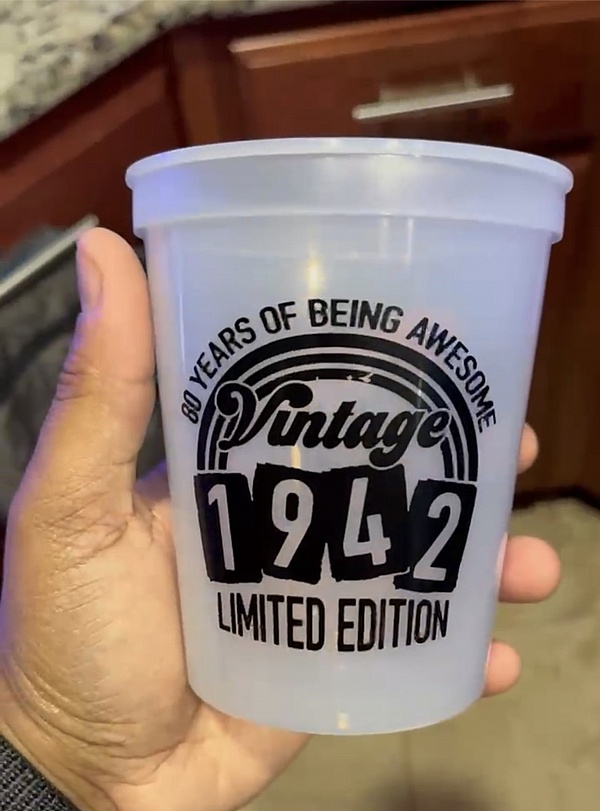 80 YEARS OF BEING AWESOME
Vintage
1942
LIMITED EDITION